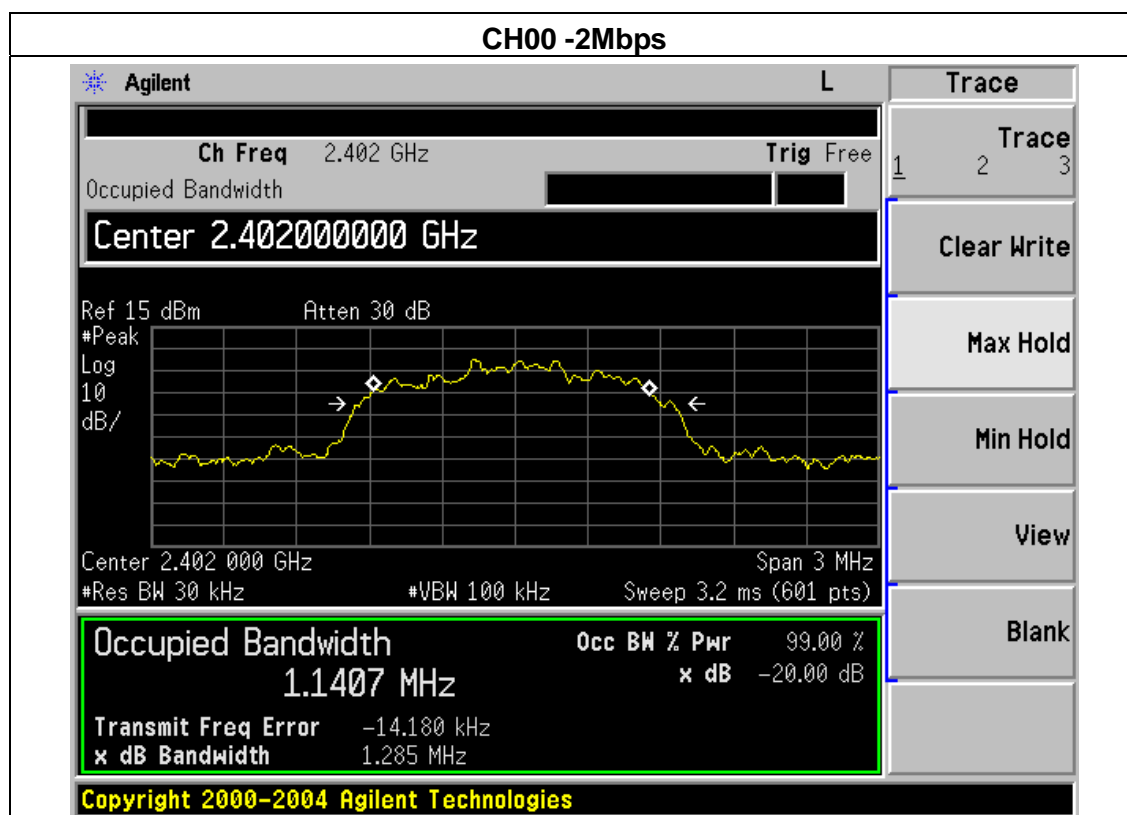 CH00 -2Mbps
Agilent L Trace
Ch Freq 2.402 GHz Trig Free
Occupied Bandwidth
Center 2.402000000 GHz
Ref 15 dBm Atten 30 dB
#Peak
Log
10
dB/
Center 2.402 000 GHz Span 3 MHz
#Res BW 30 kHz #VBW 100 kHz Sweep 3.2 ms (601 pts)
Occupied Bandwidth Occ BW % Pwr 99.00 %
1.1407 MHz x dB -20.00 dB
Transmit Freq Error -14.180 kHz
x dB Bandwidth 1.285 MHz
Copyright 2000-2004 Agilent Technologies
Trace
1 2 3
Clear Write
Max Hold
Min Hold
View
Blank